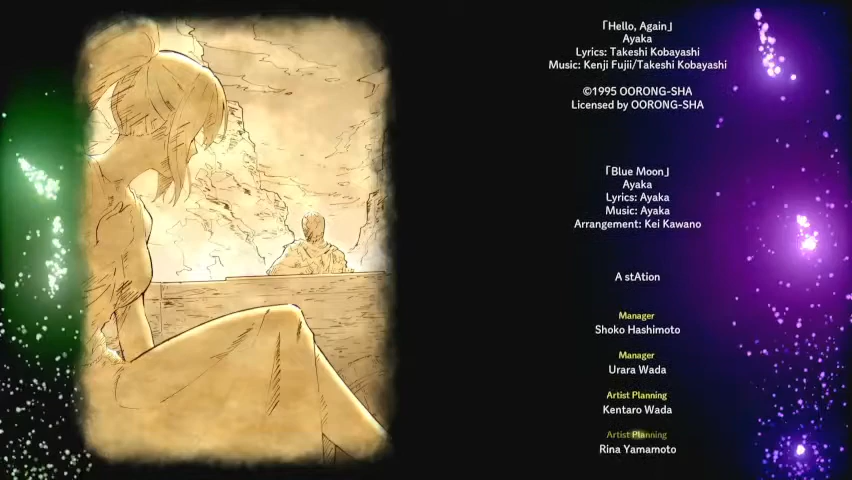 「Hello, Again」
Ayaka
Lyrics: Takeshi Kobayashi
Music: Kenji Fujii/Takeshi Kobayashi
©1995 OORONG-SHA
Licensed by OORONG-SHA
「Blue Moon」
Ayaka
Lyrics: Ayaka
Music: Ayaka
Arrangement: Kei Kawano
A stAtion
Manager
Shoko Hashimoto
Manager
Urara Wada
Artist Planning
Kentaro Wada
Artist Planning
Rina Yamamoto